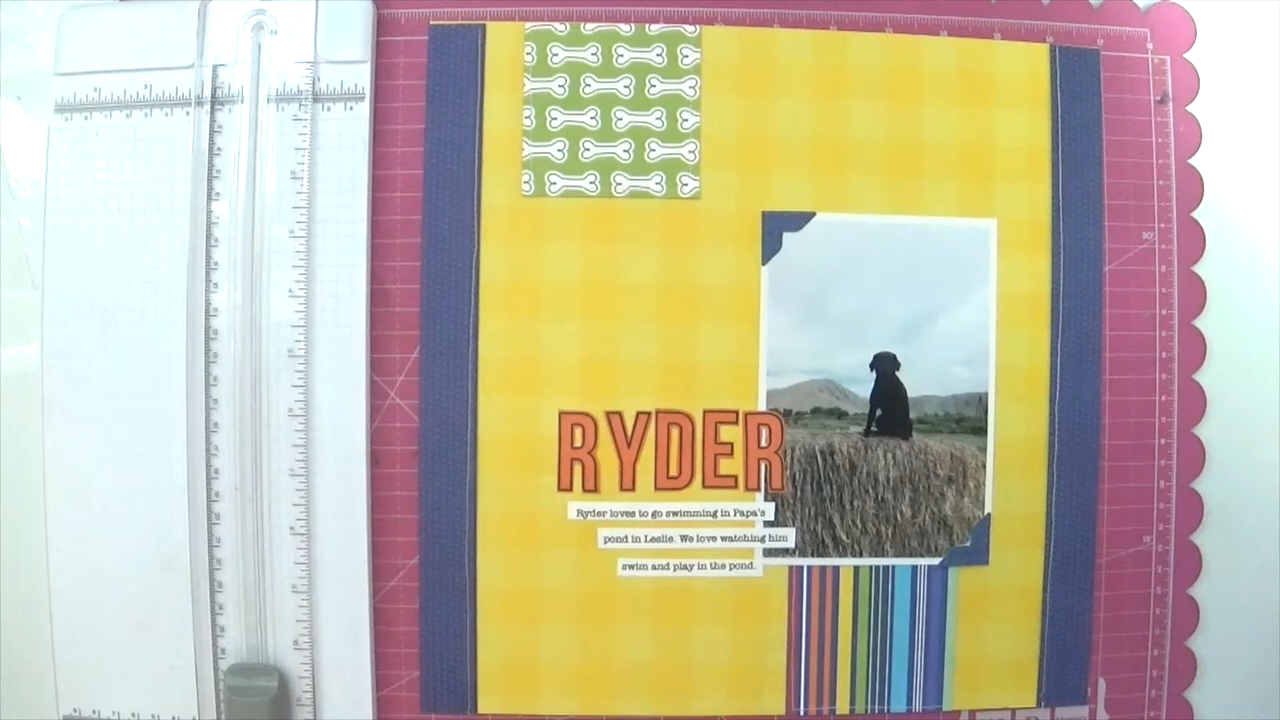 RYDER
Ryder loves to go swimming in Papa's
pond in Leslie. We love watching him
swim and play in the pond.